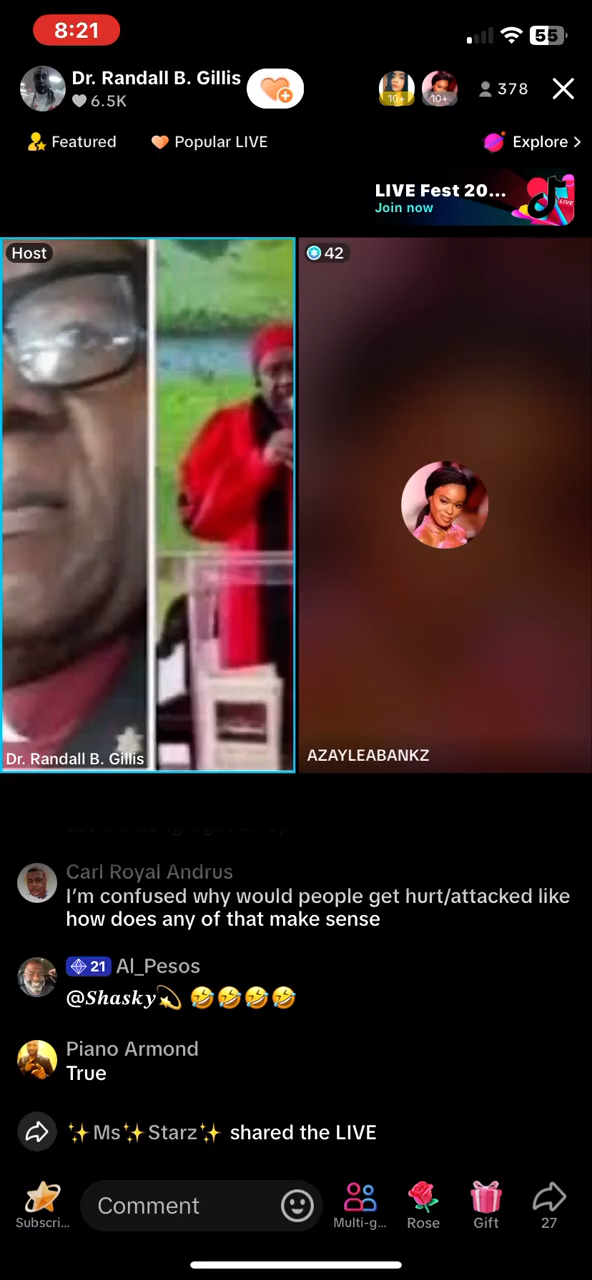 8:21
55
Dr. Randall B. Gillis
6.5K
10+
10+
378
Featured
Popular LIVE
Explore >
LIVE Fest 20...
Join now
LIVE
Host
42
Dr. Randall B. Gillis
AZAYLEABANKZ
Carl Royal Andrus
I'm confused why would people get hurt/attacked like
how does any of that make sense
21 Al_Pesos
@𝑺𝒉𝒂𝒔𝒌𝒚💫 🤣🤣🤣🤣
Piano Armond
True
✨Ms✨Starz✨ shared the LIVE
Comment
Subscri...
Multi-g...
Rose
Gift
27